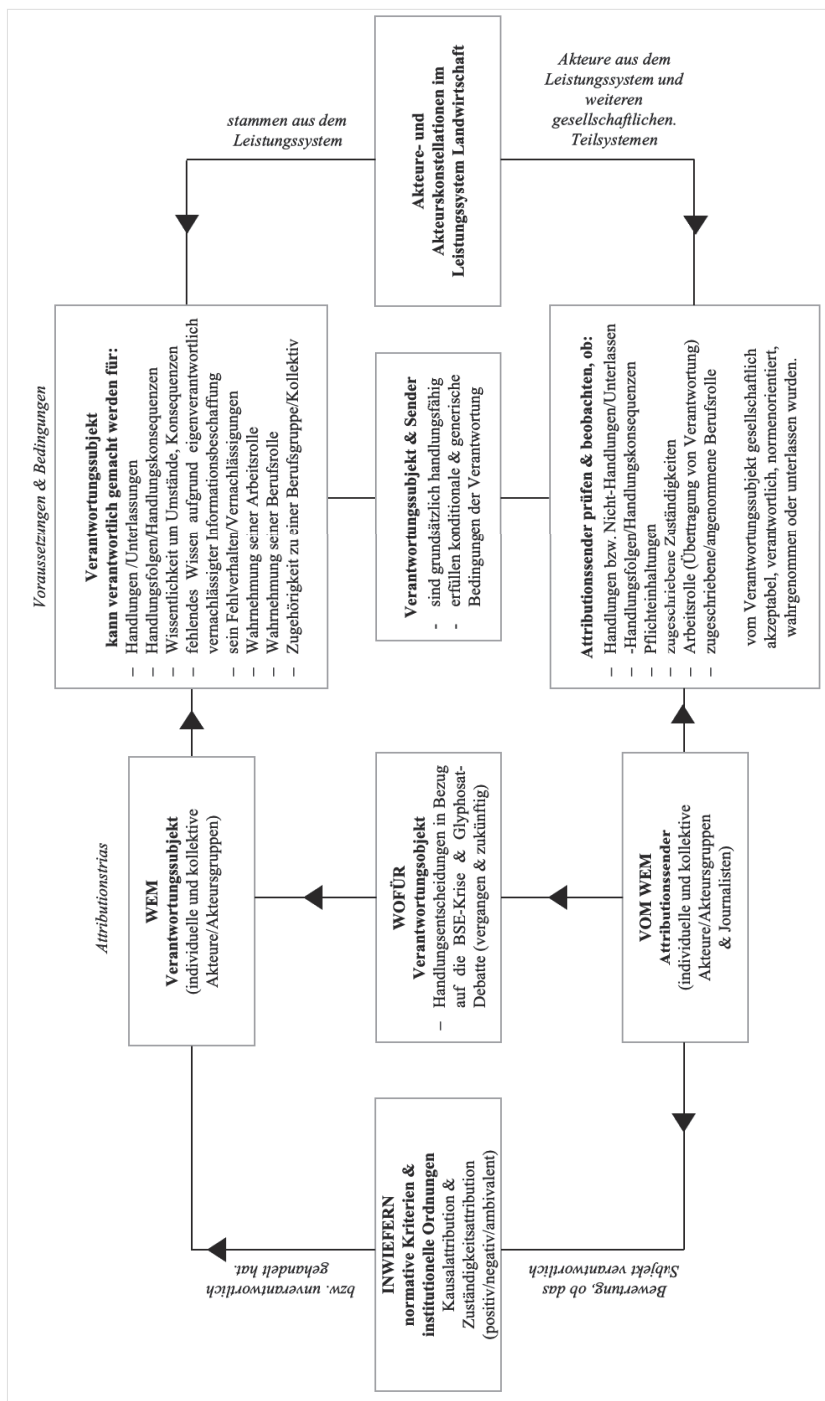 Voraussetzungen & Bedingungen
Attributionstrias
stammen aus dem
Leistungssystem
Akteure- und
Akteurskonstellationen im
Leistungssystem Landwirtschaft
Akteure aus dem
Leistungssystem und
weiteren
gesellschaftlichen.
Teilsystemen
Verantwortungssubjekt
kann verantwortlich gemacht werden für:
– Handlungen /Unterlassungen
– Handlungsfolgen/Handlungskonsequenzen
– Wissentlichkeit um Umstände, Konsequenzen
– fehlendes Wissen aufgrund eigenverantwortlich
vernachlässigter Informationsbeschaffung
– sein Fehlverhalten/Vernachlässigungen
– Wahrnehmung seiner Arbeitsrolle
– Wahrnehmung seiner Berufsrolle
– Zugehörigkeit zu einer Berufsgruppe/Kollektiv
Verantwortungssubjekt & Sender
- sind grundsätzlich handlungsfähig
- erfüllen konditionale & generische
Bedingungen der Verantwortung
Attributionssender prüfen & beobachten, ob:
– Handlungen bzw. Nicht-Handlungen/Unterlassen
– -Handlungsfolgen/Handlungskonsequenzen
– Pflichteinhaltungen
– zugeschriebene Zuständigkeiten
– Arbeitsrolle (Übertragung von Verantwortung)
– zugeschriebene/angenommene Berufsrolle
vom Verantwortungssubjekt gesellschaftlich
akzeptabel, verantwortlich, normenorientiert,
wahrgenommen oder unterlassen wurden.
WEM
Verantwortungssubjekt
(individuelle und kollektive
Akteure/Akteursgruppen)
WOFÜR
Verantwortungsobjekt
– Handlungsentscheidungen in Bezug
auf die BSE-Krise & Glyphosat-
Debatte (vergangen & zukünftig)
VOM WEM
Attributionssender
(individuelle und kollektive
Akteure/Akteursgruppen
& Journalisten)
INWIEFERN
normative Kriterien &
institutionelle Ordnungen
Kausalattribution &
Zuständigkeitsattribution
(positiv/negativ/ambivalent)
Bewertung, ob das
Subjekt verantwortlich
bzw. unverantwortlich
gehandelt hat.